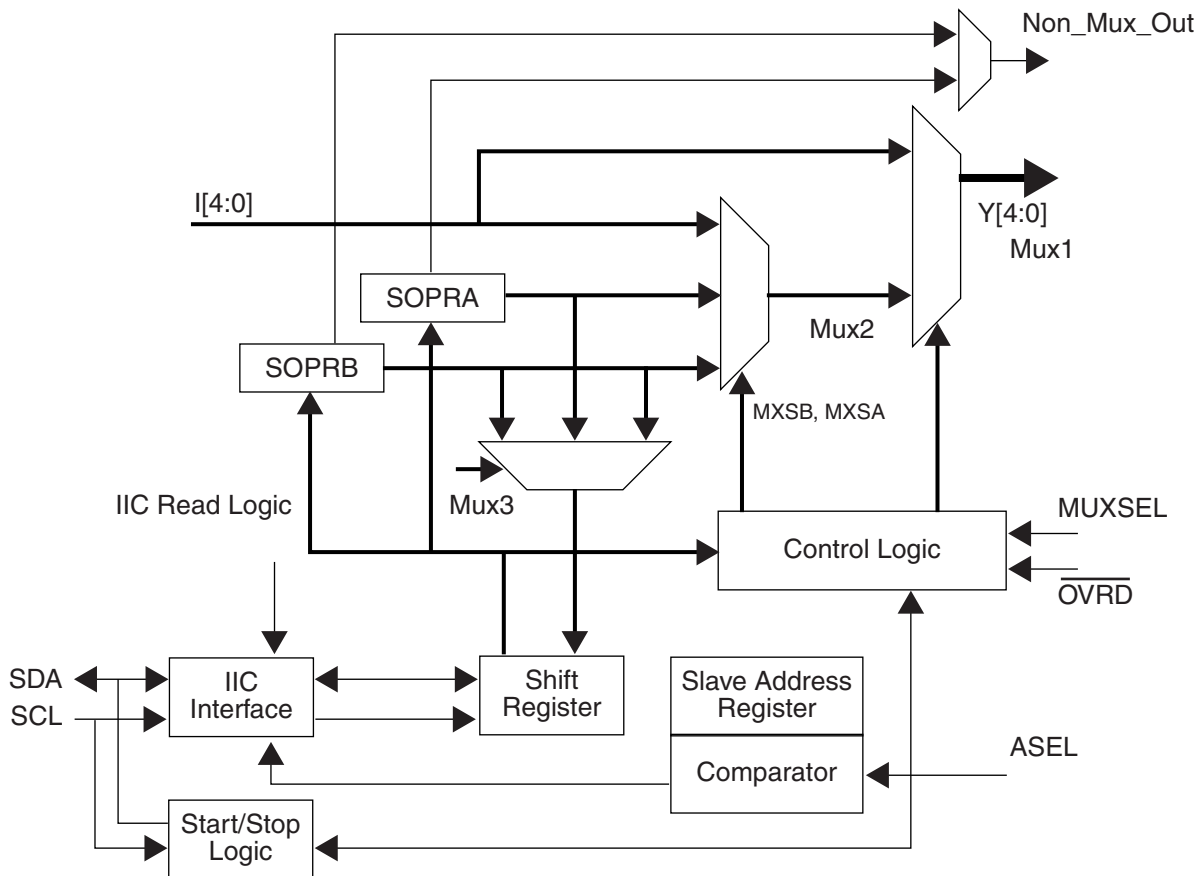 Non_Mux_Out
I[4:0]
Y[4:0]
Mux1
SOPRA
Mux2
SOPRB
MXSB, MXSA
Mux3
IIC Read Logic
MUXSEL
Control Logic
OVRD
SDA
IIC
Interface
Shift
Register
Slave Address
Register
SCL
ASEL
Comparator
Start/Stop
Logic